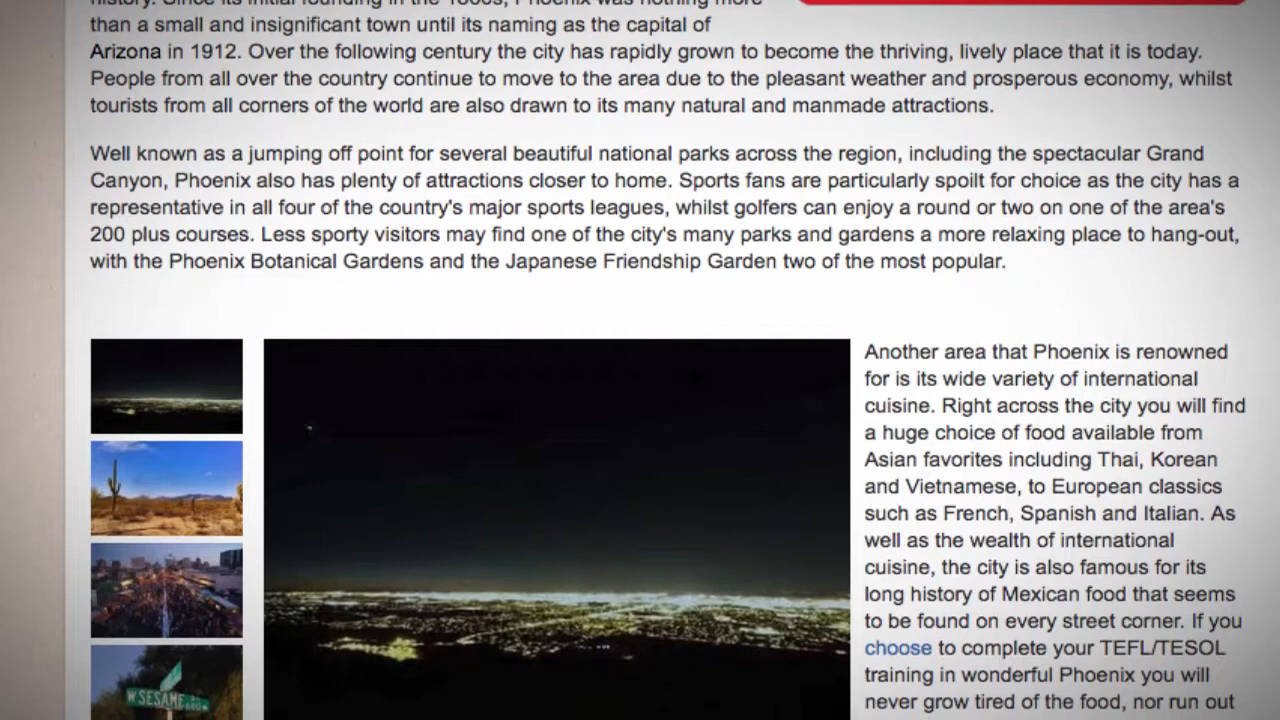 than a small and insignificant town until its naming as the capital of
Arizona in 1912. Over the following century the city has rapidly grown to become the thriving, lively place that it is today.
People from all over the country continue to move to the area due to the pleasant weather and prosperous economy, whilst
tourists from all corners of the world are also drawn to its many natural and manmade attractions.
Well known as a jumping off point for several beautiful national parks across the region, including the spectacular Grand
Canyon, Phoenix also has plenty of attractions closer to home. Sports fans are particularly spoilt for choice as the city has a
representative in all four of the country's major sports leagues, whilst golfers can enjoy a round or two on one of the area's
200 plus courses. Less sporty visitors may find one of the city's many parks and gardens a more relaxing place to hang-out,
with the Phoenix Botanical Gardens and the Japanese Friendship Garden two of the most popular.
Another area that Phoenix is renowned
for is its wide variety of international
cuisine. Right across the city you will find
a huge choice of food available from
Asian favorites including Thai, Korean
and Vietnamese, to European classics
such as French, Spanish and Italian. As
well as the wealth of international
cuisine, the city is also famous for its
long history of Mexican food that seems
to be found on every street corner. If you
choose to complete your TEFL/TESOL
training in wonderful Phoenix you will
never grow tired of the food, nor run out
W SESAME ST